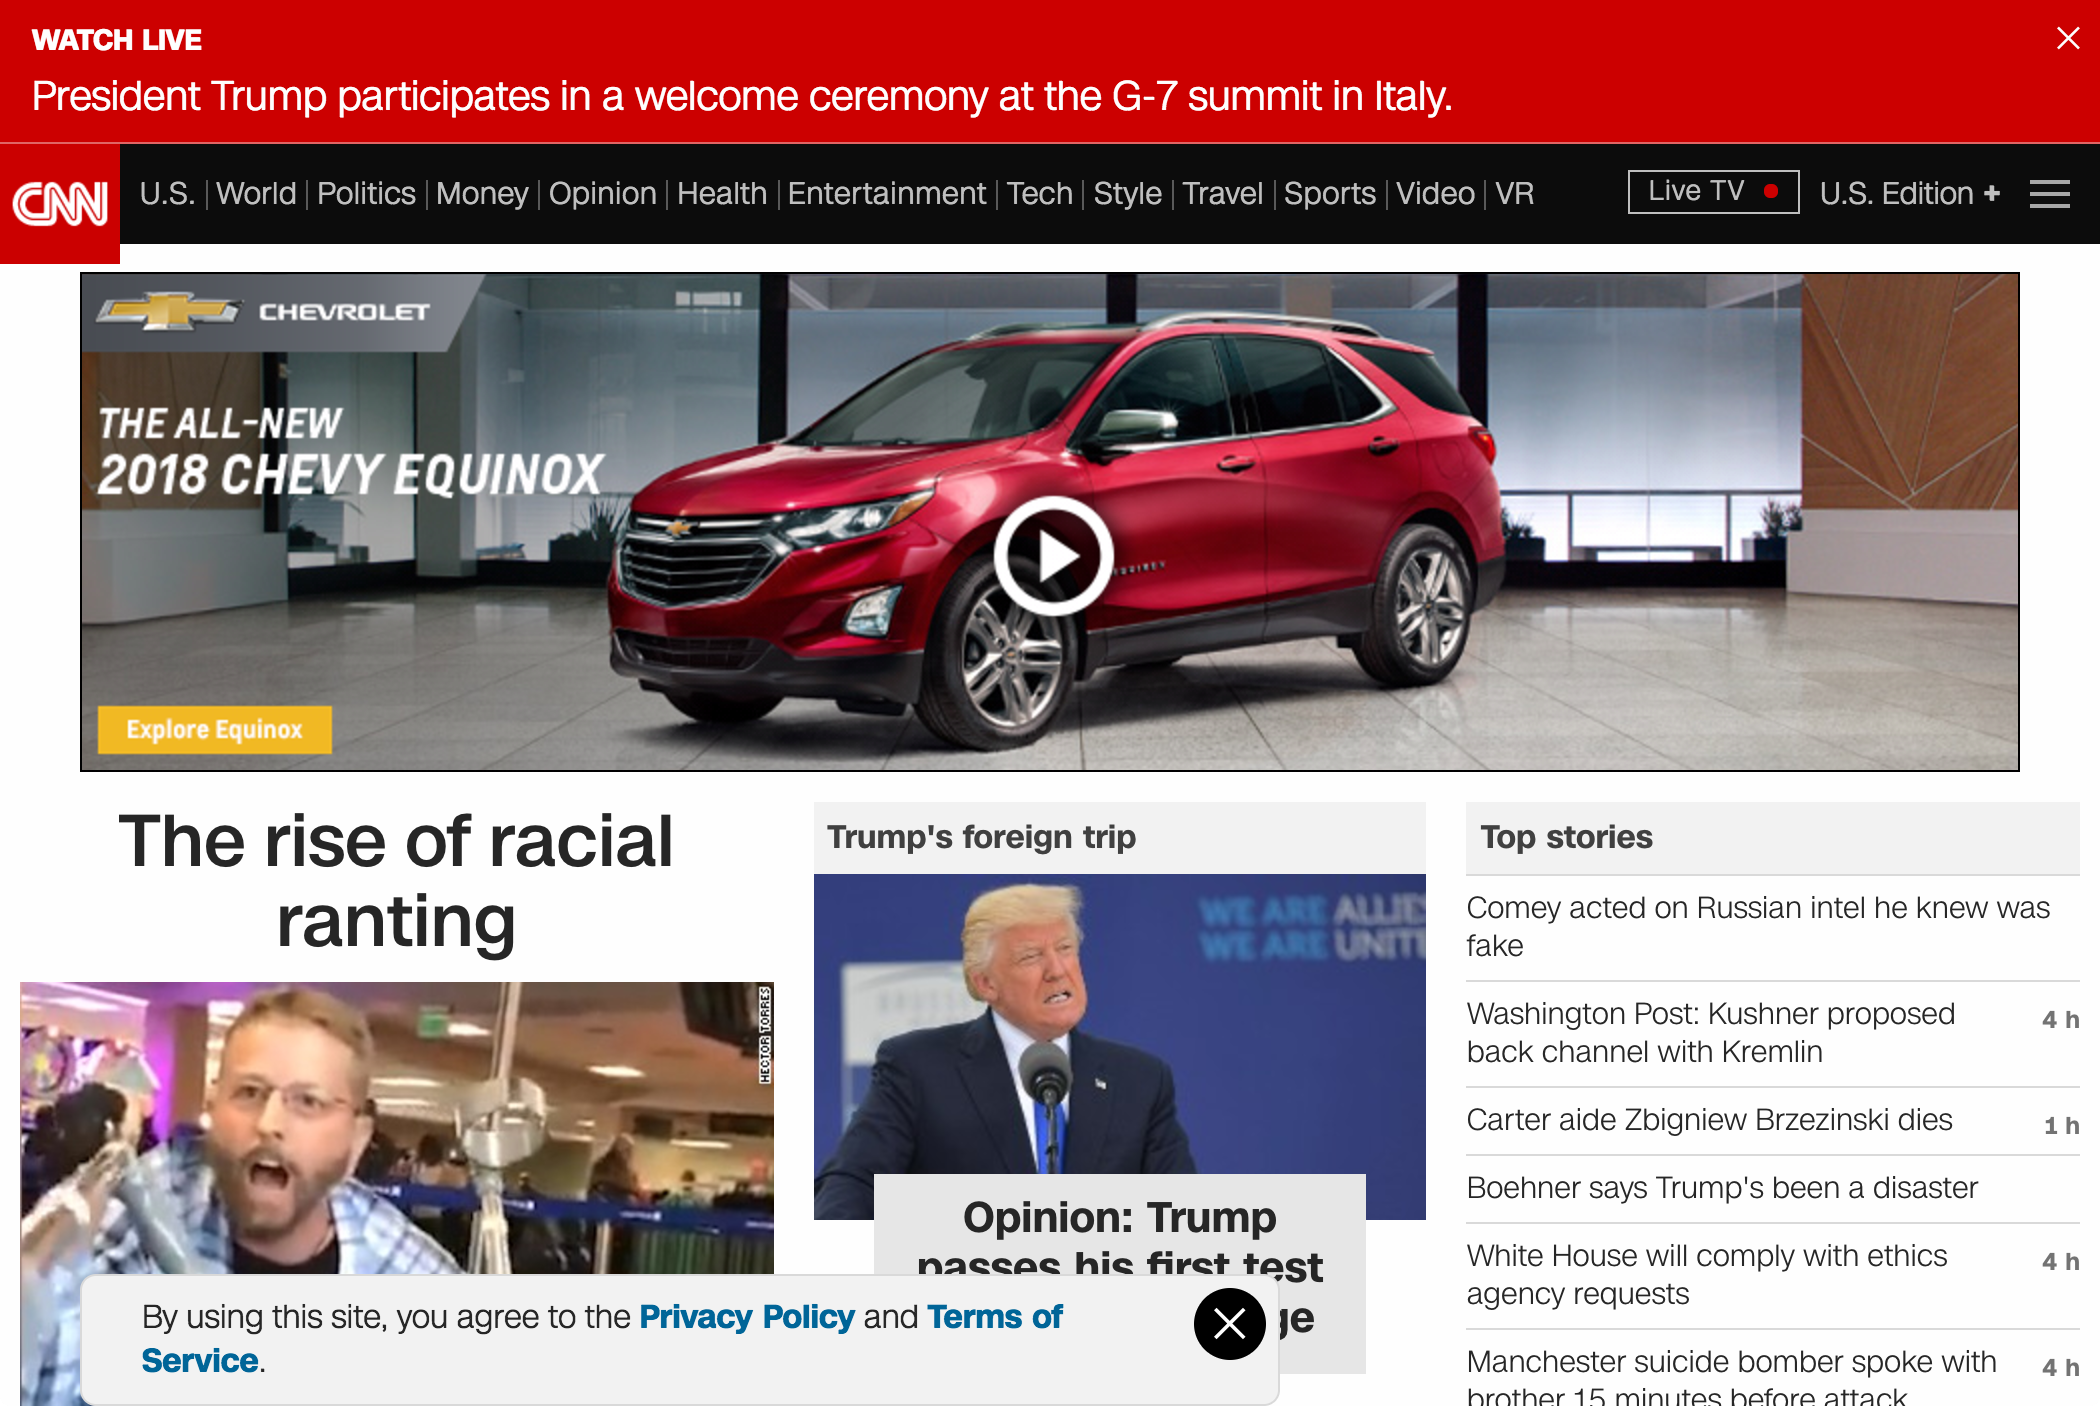 WATCH LIVE
President Trump participates in a welcome ceremony at the G-7 summit in Italy.
CNN
U.S. World Politics Money Opinion Health Entertainment Tech Style Travel Sports Video VR
Live TV
U.S. Edition +
CHEVROLET
THE ALL-NEW
2018 CHEVY EQUINOX
EQUINOX
Explore Equinox
The rise of racial
ranting
HECTOR TORRES
Trump's foreign trip
WE ARE ALLIES
WE ARE
Opinion: Trump
passes his first test
Top stories
Comey acted on Russian intel he knew was
fake
Washington Post: Kushner proposed
back channel with Kremlin
4 h
Carter aide Zbigniew Brzezinski dies
1 h
Boehner says Trump's been a disaster
White House will comply with ethics
agency requests
4 h
Manchester suicide bomber spoke with
brother 15 minutes before attack
4 h
By using this site, you agree to the Privacy Policy and Terms of
Service.